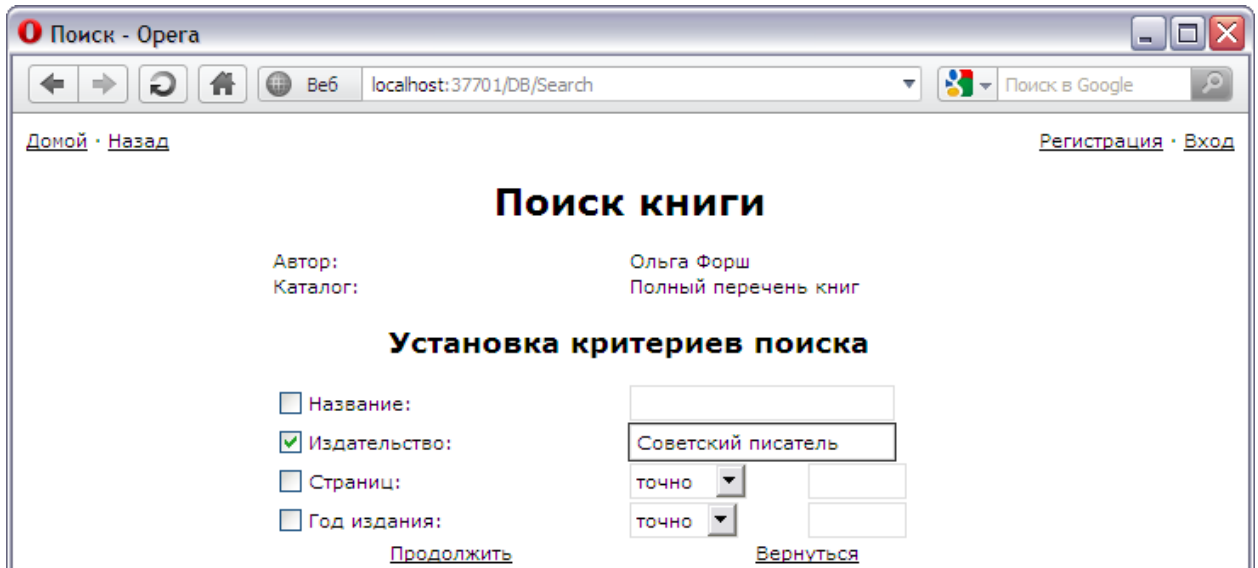 Поиск - Opera
Веб localhost:37701/DB/Search Поиск в Google
Домой · Назад Регистрация · Вход
Поиск книги
Автор: Ольга Форш
Каталог: Полный перечень книг
Установка критериев поиска
Название:
Издательство: Советский писатель
Страниц: точно
Год издания: точно
Продолжить Вернуться